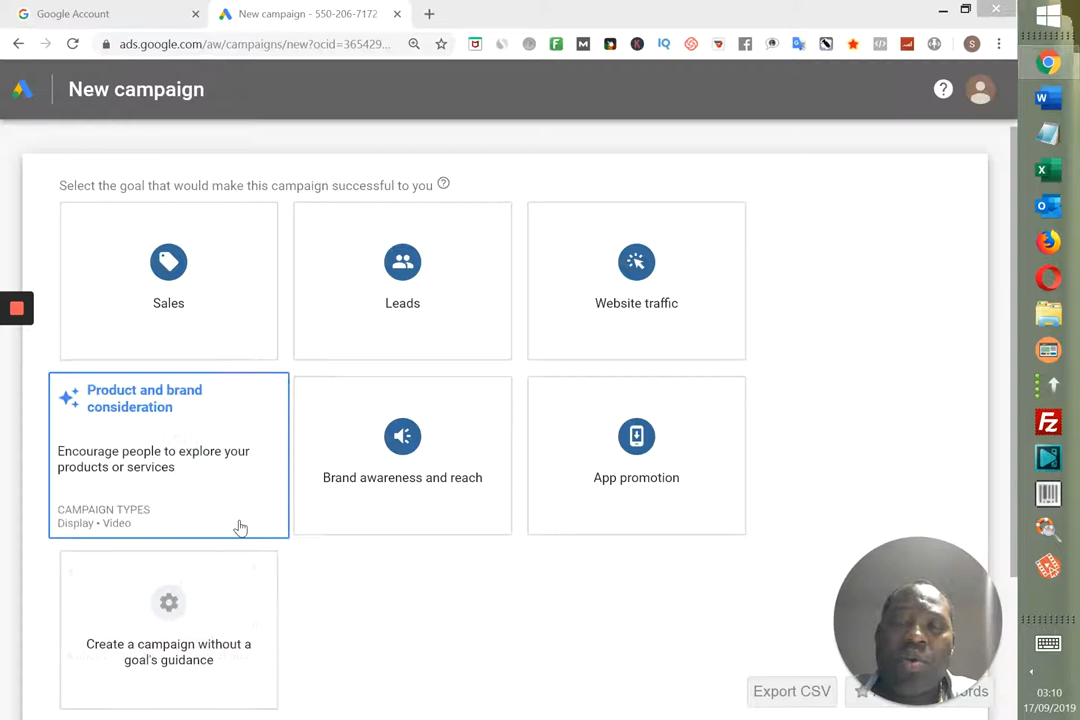 Google Account
New campaign - 550-206-7172
ads.google.com/aw/campaigns/new?ocid=365429...
IQ
S
New campaign
Select the goal that would make this campaign successful to you
Sales
Leads
Website traffic
Product and brand
consideration
Encourage people to explore your
products or services
CAMPAIGN TYPES
Display • Video
Brand awareness and reach
App promotion
Create a campaign without a
goal's guidance
Export CSV
03:10
17/09/2019